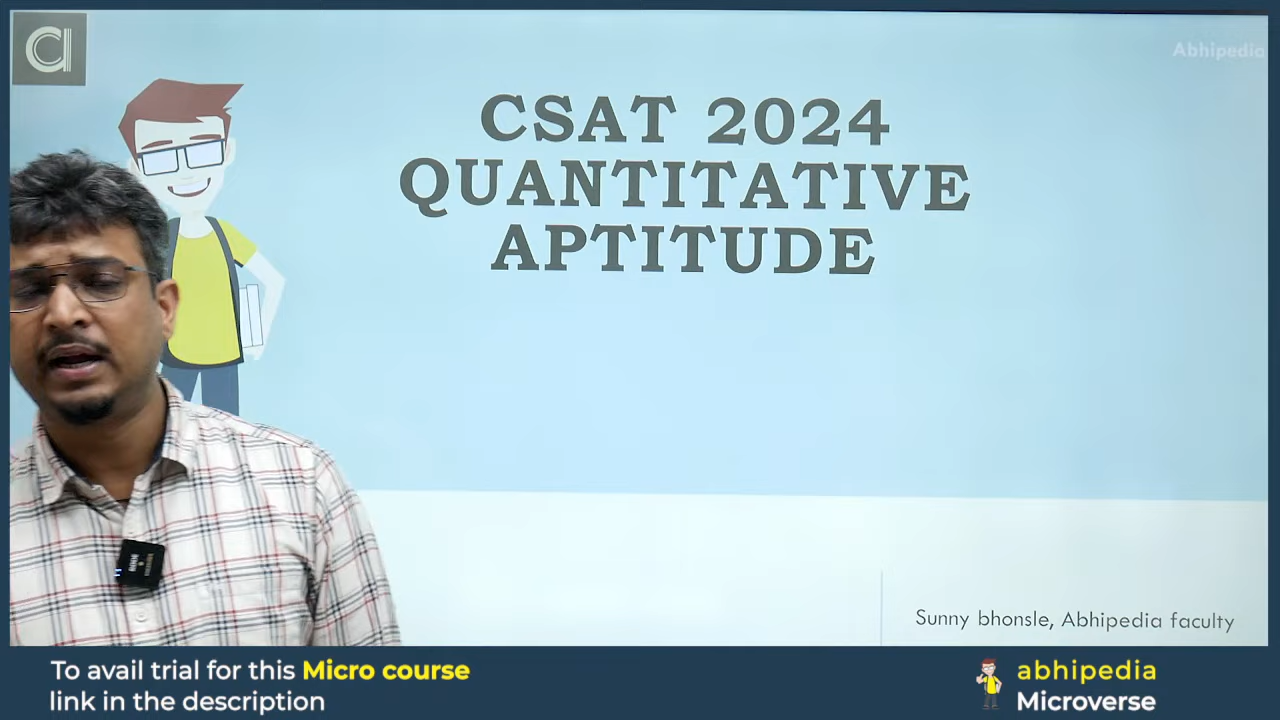 Abhipedia
CSAT 2024
QUANTITATIVE
APTITUDE
Sunny bhonsle, Abhipedia faculty
To avail trial for this Micro course
link in the description
abhipedia
Microverse